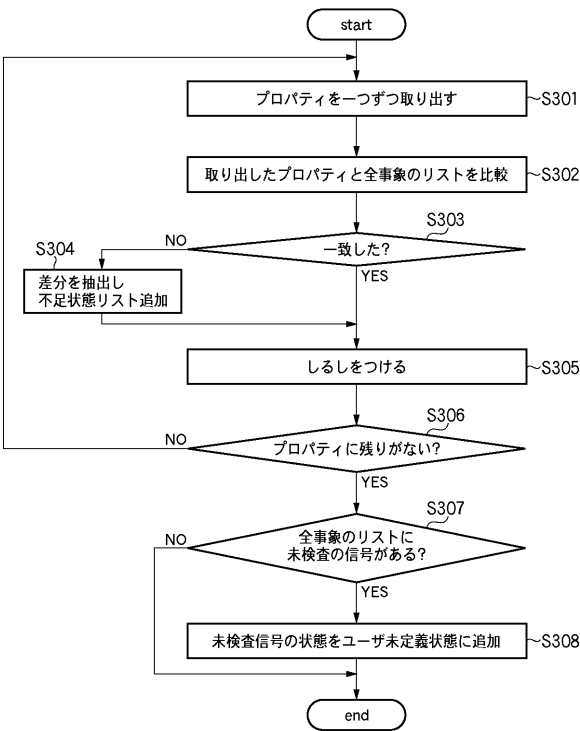 start
プロパティを一つずつ取り出す
S301
取り出したプロパティと全事象のリストを比較
S302
S303
一致した?
NO
YES
S304
差分を抽出し
不足状態リスト追加
しるしをつける
S305
S306
プロパティに残りがない?
NO
YES
S307
全事象のリストに
未検査の信号がある?
NO
YES
未検査信号の状態をユーザ未定義状態に追加
S308
end